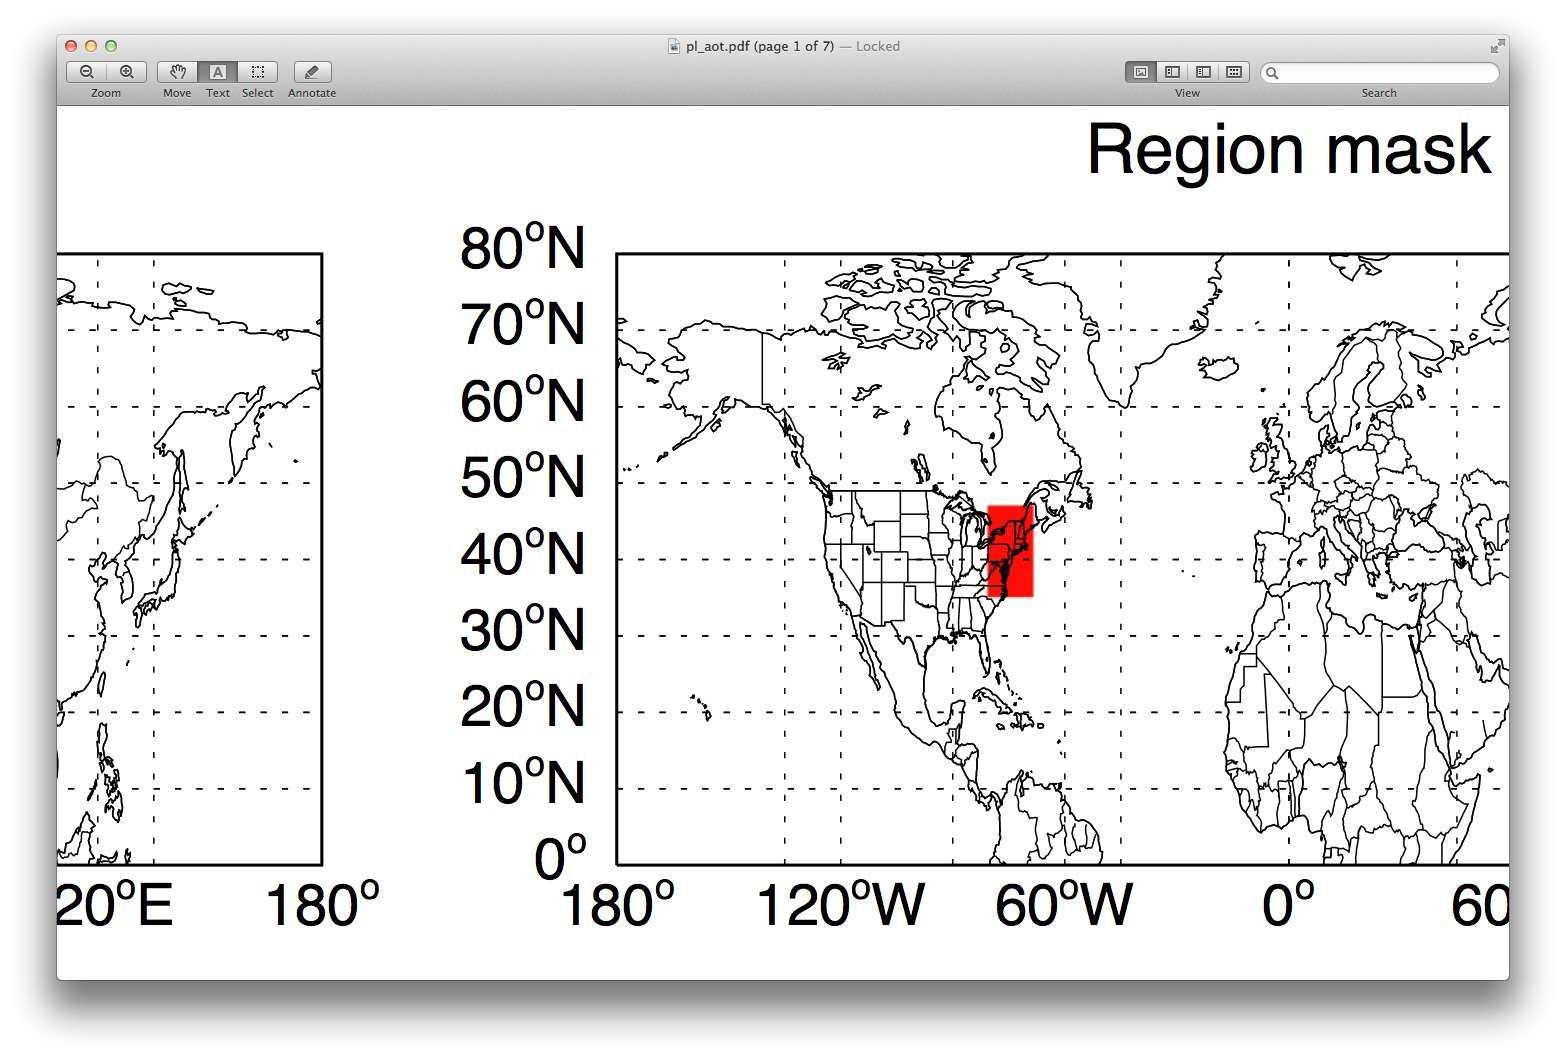 pl_aot.pdf (page 1 of 7) — Locked
Zoom Move Text Select Annotate View Search
Region mask
80°N
70°N
60°N
50°N
40°N
30°N
20°N
10°N
0°
20°E 180° 180° 120°W 60°W 0° 60